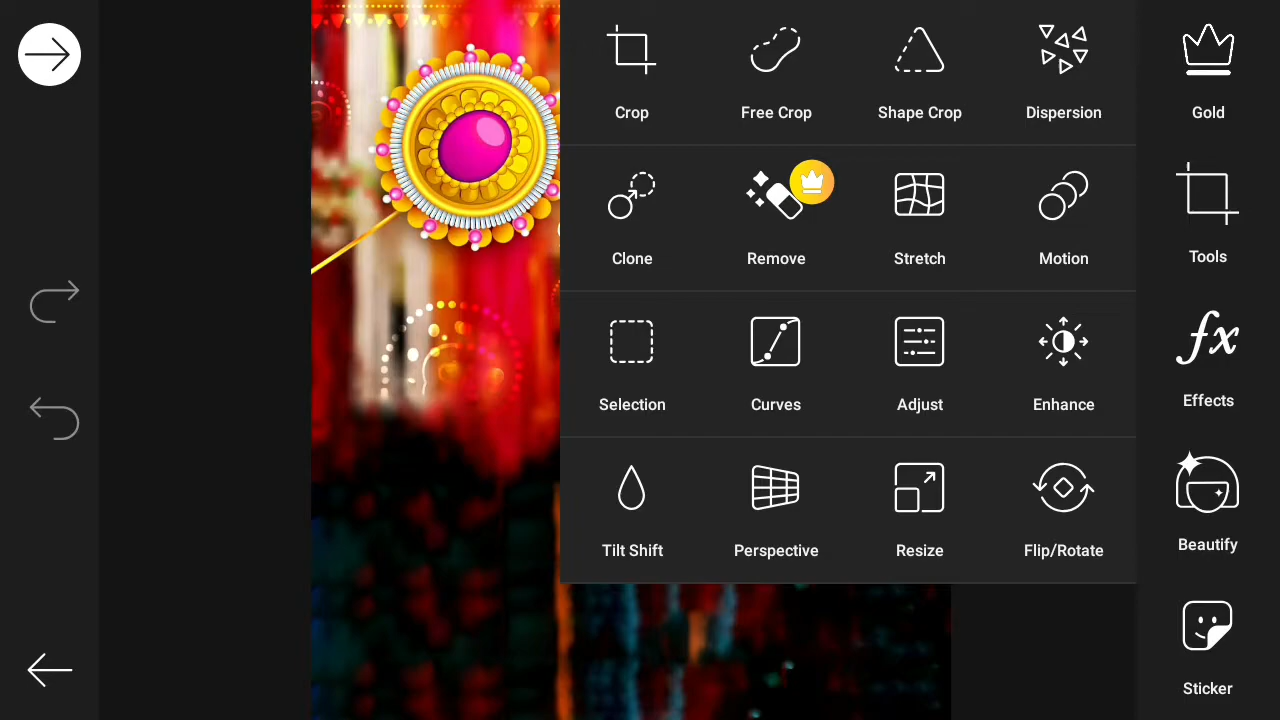 Crop
Free Crop
Shape Crop
Dispersion
Gold
Clone
Remove
Stretch
Motion
Tools
Selection
Curves
Adjust
Enhance
fx
Effects
Tilt Shift
Perspective
Resize
Flip/Rotate
Beautify
Sticker